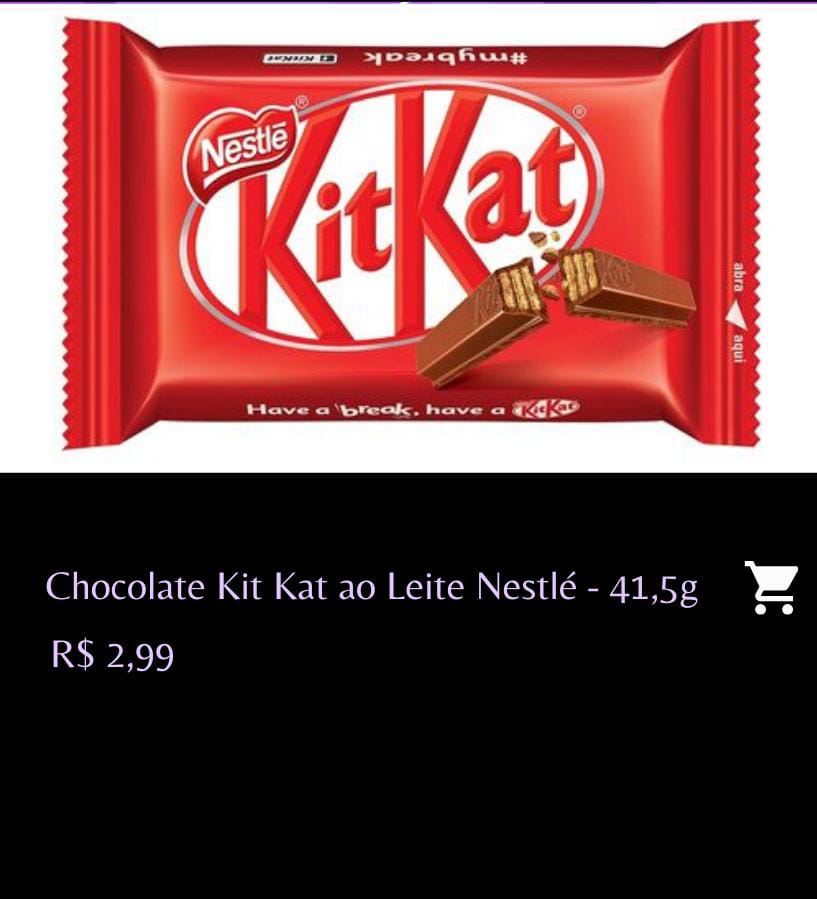 #mybreak
KitKat
Nestlé
KitKat
abra
aqui
Have a break, have a KitKat
Chocolate Kit Kat ao Leite Nestlé - 41,5g
R$ 2,99